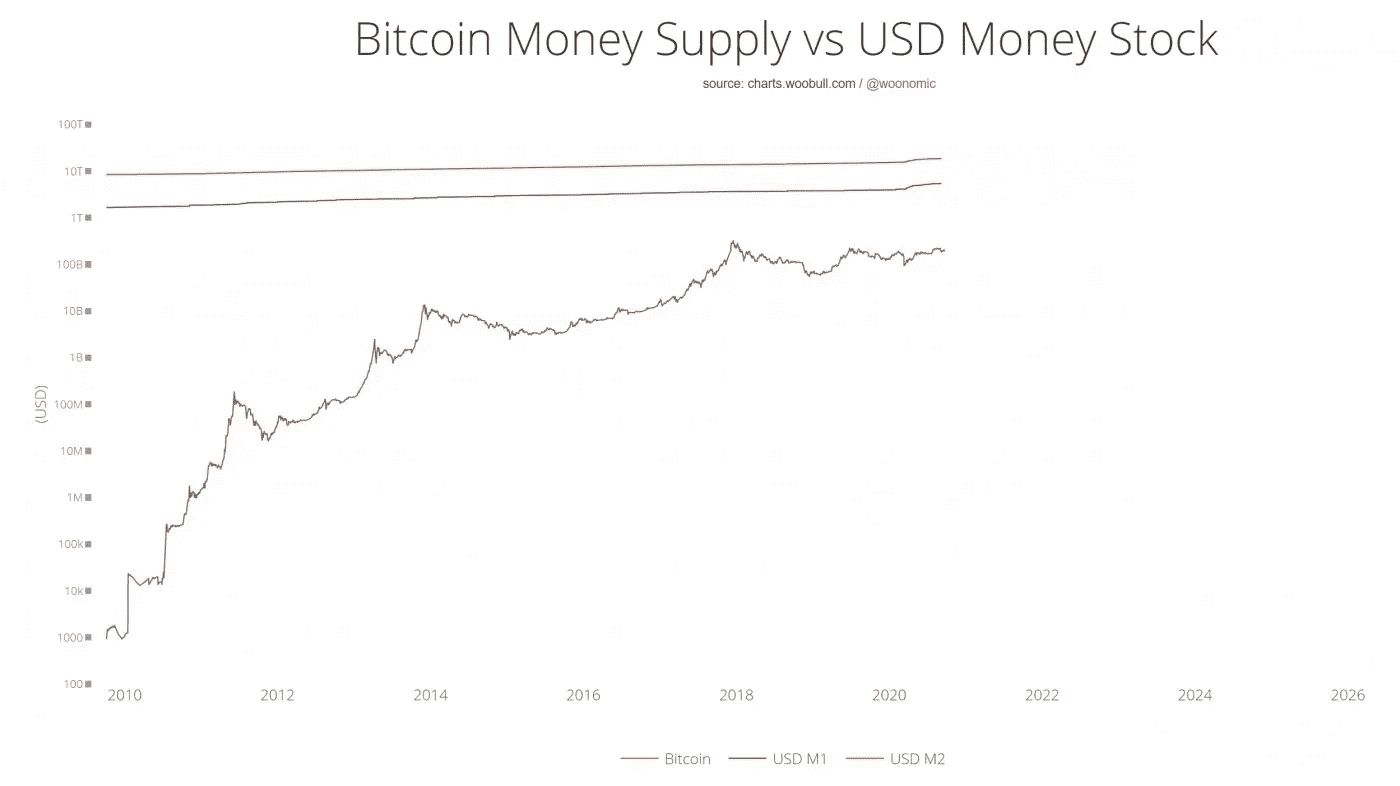 Bitcoin Money Supply vs USD Money Stock
source: charts.woobull.com / @woonomic
100T
10T
1T
100B
10B
1B
100M
10M
1M
100k
10k
1000
100
(USD)
2010 2012 2014 2016 2018 2020 2022 2024 2026
Bitcoin USD M1 USD M2